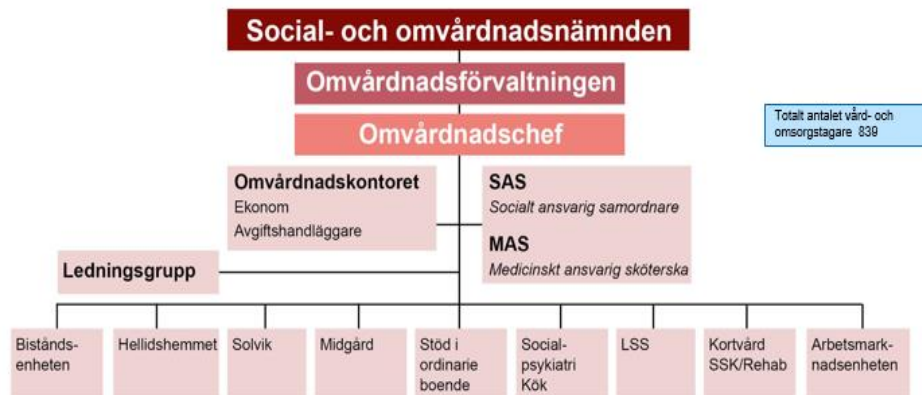 Social- och omvårdnadsnämnden
Omvårdnadsförvaltningen
Omvårdnadschef
Totalt antalet vård- och
omsorgstagare 839
Omvårdnadskontoret
Ekonom
Avgiftshandläggare
SAS
Socialt ansvarig samordnare
MAS
Medicinskt ansvarig sköterska
Ledningsgrupp
Bistånds-
enheten
Hellidshemmet
Solvik
Midgård
Stöd i
ordinarie
boende
Social-
psykiatri
Kök
LSS
Kortvård
SSK/Rehab
Arbetsmark-
nadsenheten